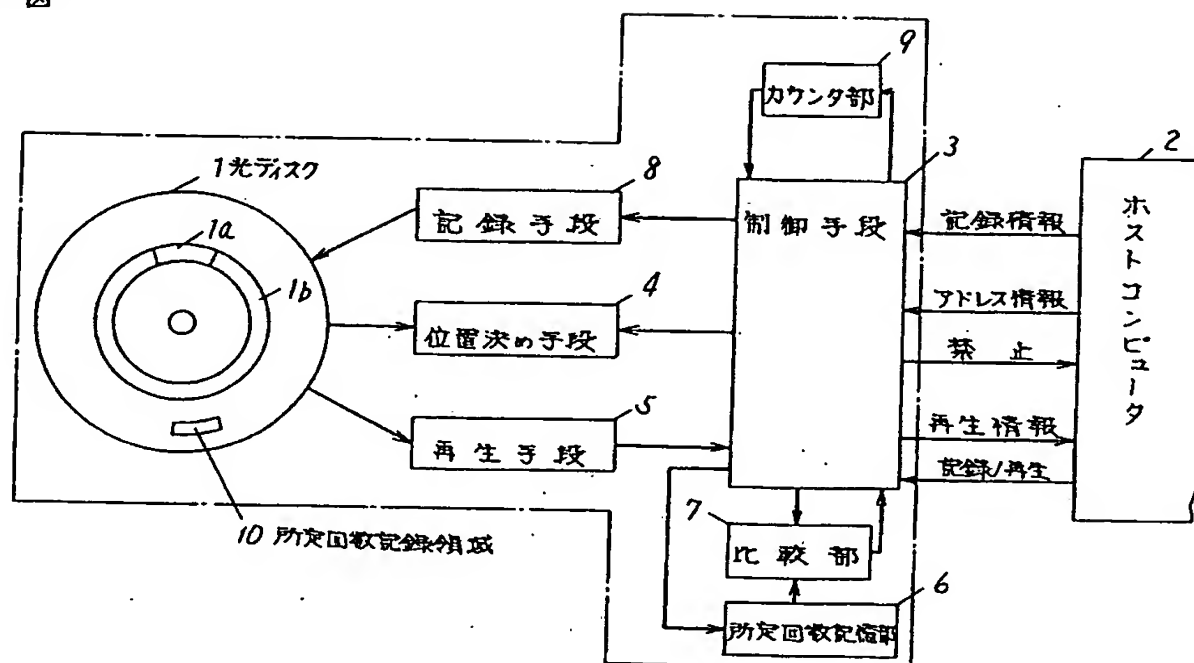 図
9
カウンタ部
1 光ディスク
8
3
2
1a
記録手段
制御手段
記録情報
ホストコンピュータ
1b
4
アドレス情報
位置決め手段
禁止
5
再生手段
再生情報
記録/再生
7
10 所定回数記録領域
比較部
6
所定回数記憶部